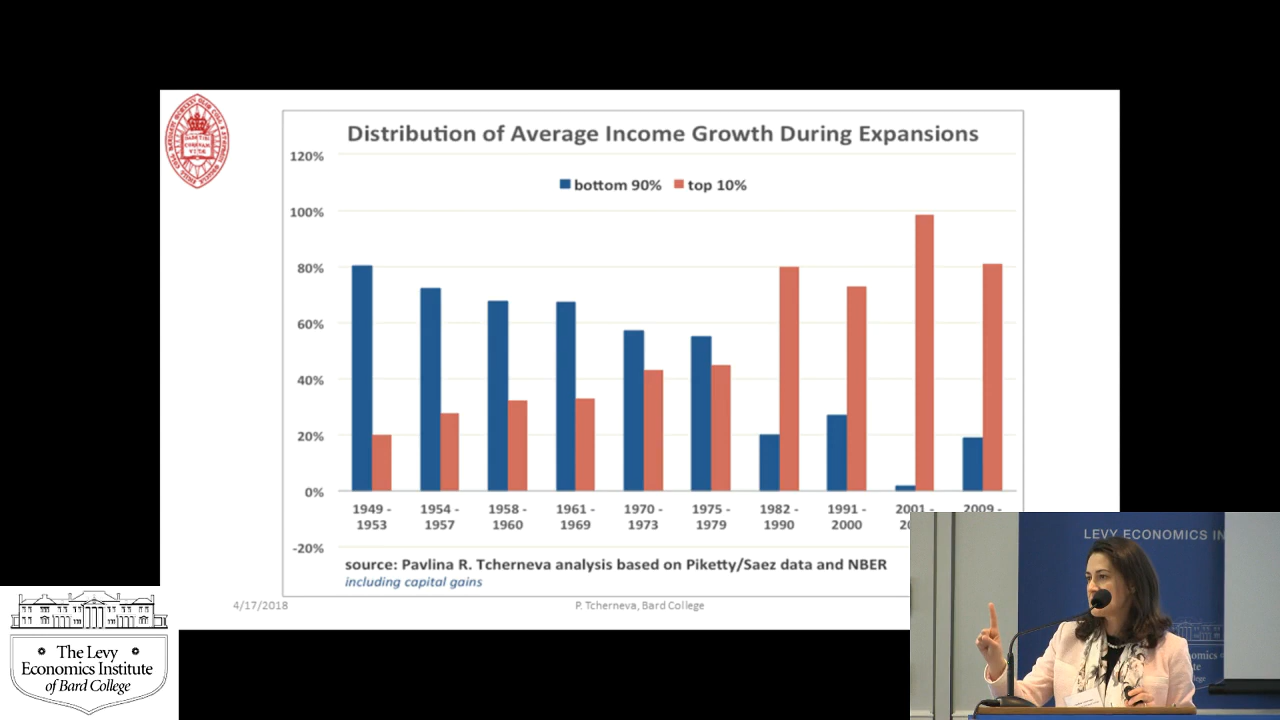 Distribution of Average Income Growth During Expansions
120%
bottom 90% top 10%
100%
80%
60%
40%
20%
0%
-20%
1949 - 1954 - 1958 - 1961 - 1970 - 1975 - 1982 - 1991 - 2001 - 2009 -
1953 1957 1960 1969 1973 1979 1990 2000
source: Pavlina R. Tcherneva analysis based on Piketty/Saez data and NBER
including capital gains
4/17/2018 P. Tcherneva, Bard College
LEVY ECONOMICS IN
The Levy
Economics Institute
of Bard College